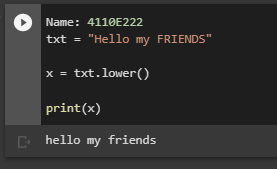 Name: 4110E222
txt = "Hello my FRIENDS"
x = txt.lower()
print(x)
hello my friends